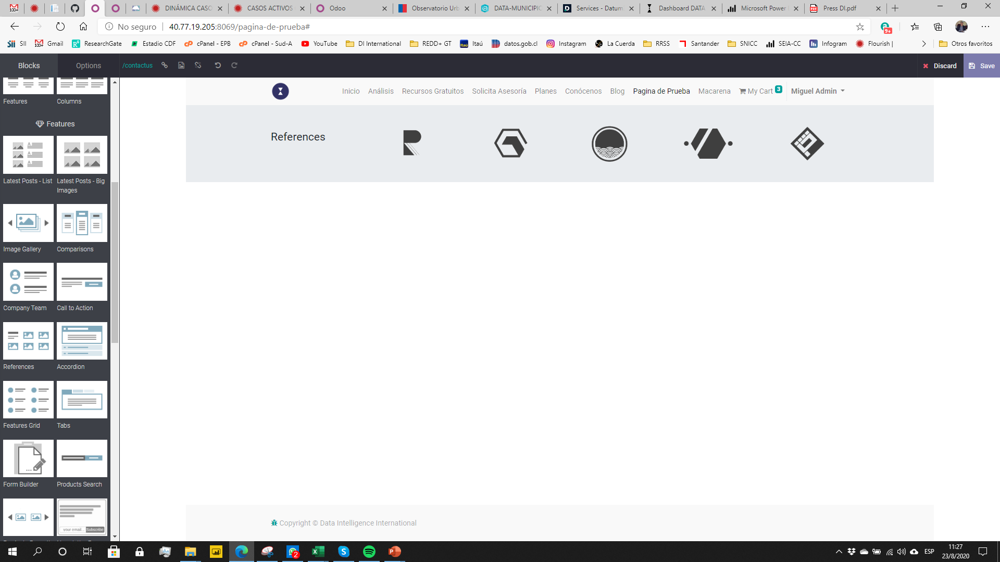 DINÁMICA CASO
CASOS ACTIVOS
Odoo
Observatorio Urb
DATA-MUNICIPIO
Services - Datum
Dashboard DATA
Microsoft Power
Press DI.pdf
No seguro
40.77.19.205:8069/pagina-de-prueba#
9+
SII
Gmail
ResearchGate
Estadio CDF
cPanel - EPB
cPanel - Sud-A
YouTube
DI International
REDD+ GT
Itaú
datos.gob.cl
Instagram
La Cuerda
RRSS
Santander
SNICC
SEIA-CC
Infogram
Flourish |
Otros favoritos
Blocks
Options
/contactus
Discard
Save
Inicio
Análisis
Recursos Gratuitos
Solicita Asesoría
Planes
Conócenos
Blog
Pagina de Prueba
Macarena
My Cart 3
Miguel Admin
References
Features
Columns
Features
Latest Posts - List
Latest Posts - Big
Images
Image Gallery
Comparisons
Company Team
Call to Action
References
Accordion
Features Grid
Tabs
Form Builder
Products Search
your email...
Subscribe
Copyright © Data Intelligence International
2
ESP
11:27
23/8/2020